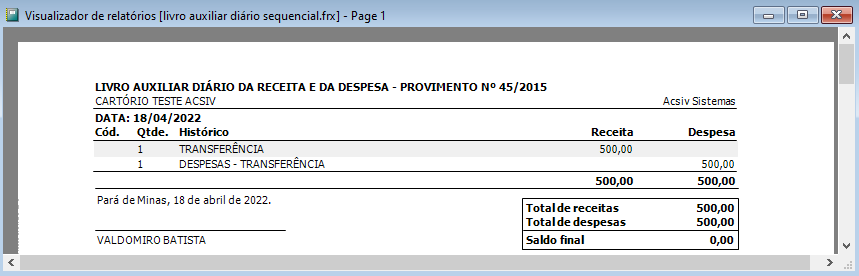 Visualizador de relatórios [livro auxiliar diário sequencial.frx] - Page 1
LIVRO AUXILIAR DIÁRIO DA RECEITA E DA DESPESA - PROVIMENTO Nº 45/2015
CARTÓRIO TESTE ACSIV Acsiv Sistemas
DATA: 18/04/2022
Cód. Qtde. Histórico Receita Despesa
1 TRANSFERÊNCIA 500,00
1 DESPESAS - TRANSFERÊNCIA 500,00
500,00 500,00
Pará de Minas, 18 de abril de 2022.
Total de receitas 500,00
Total de despesas 500,00
Saldo final 0,00
VALDOMIRO BATISTA